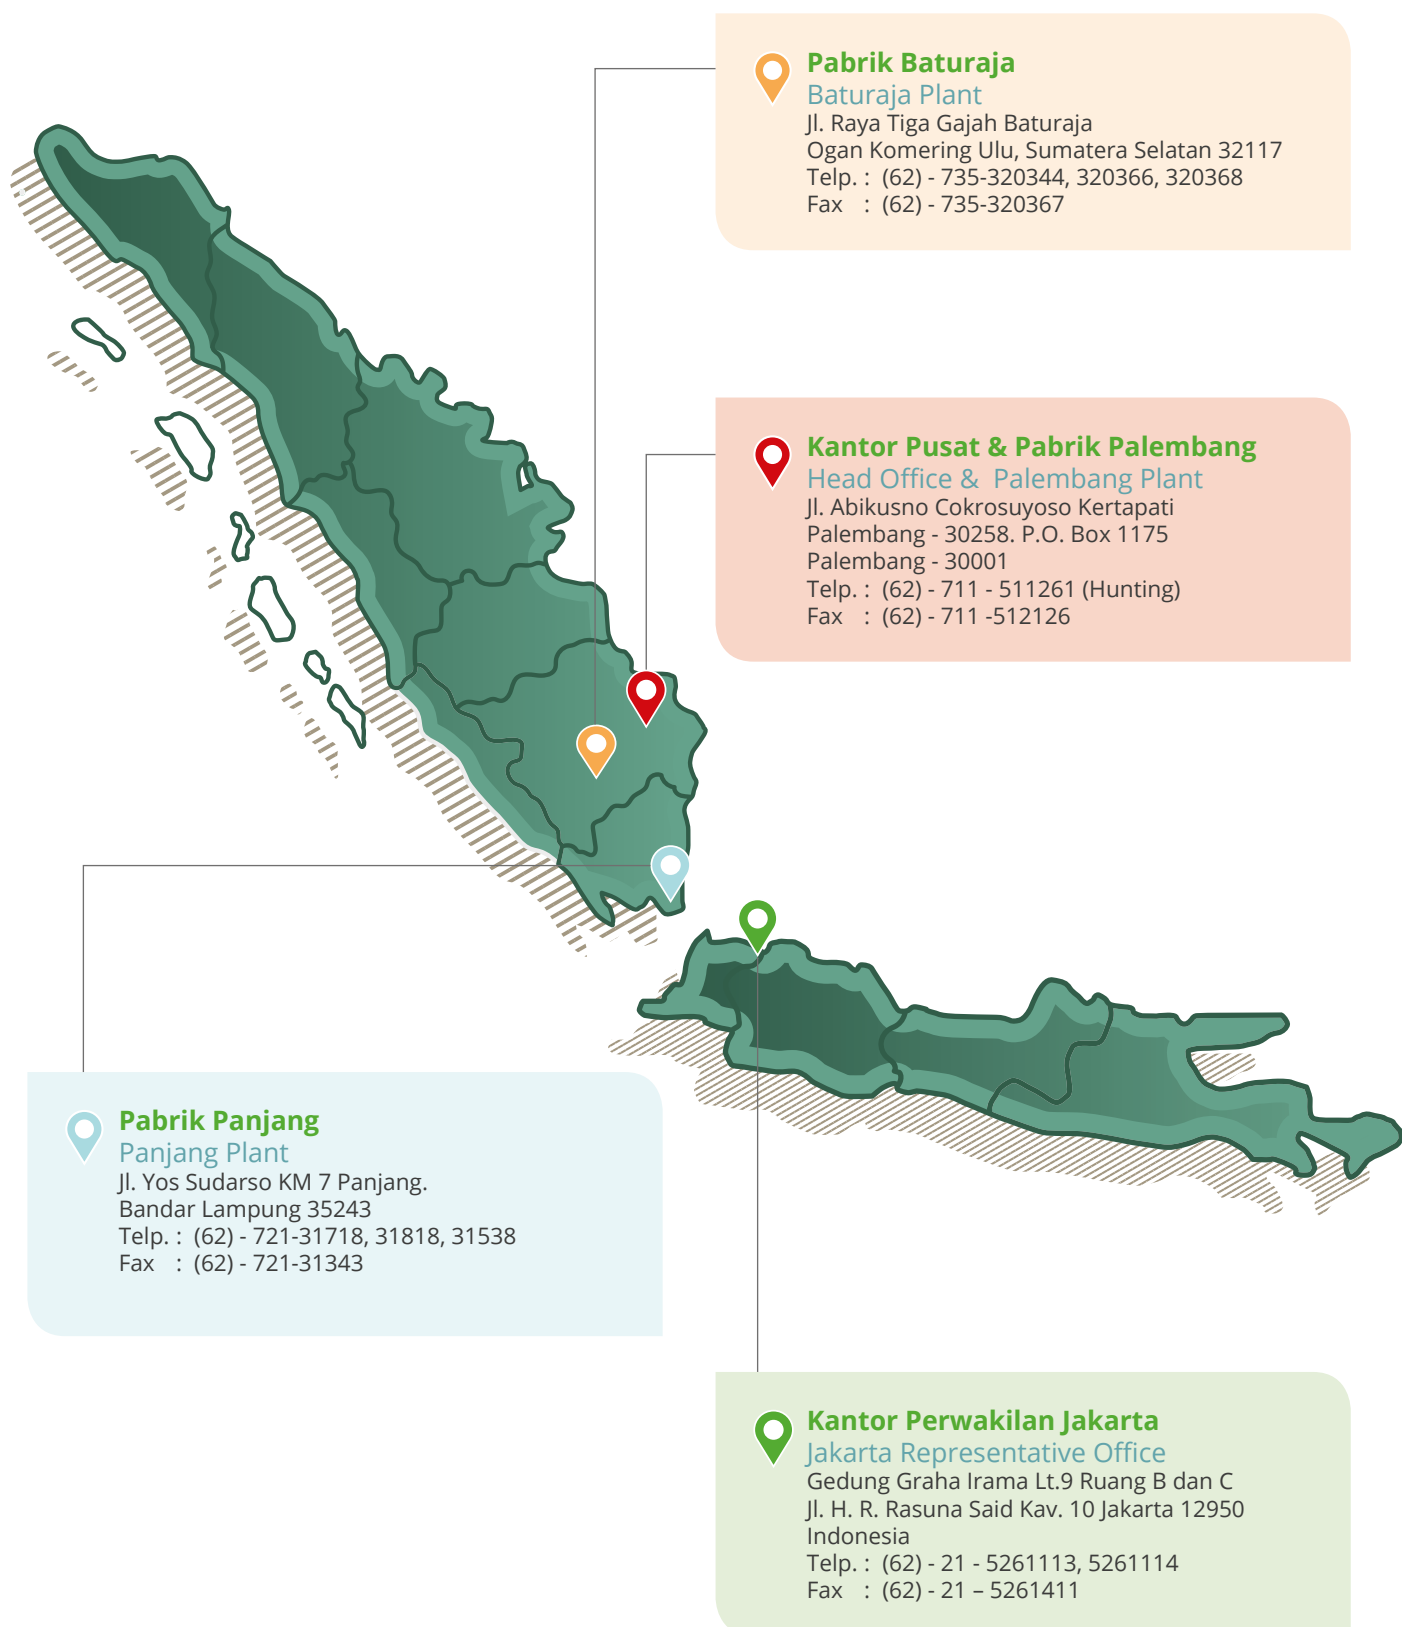 Pabrik Baturaja
Baturaja Plant
Jl. Raya Tiga Gajah Baturaja
Ogan Komering Ulu, Sumatera Selatan 32117
Telp. : (62) - 735-320344, 320366, 320368
Fax : (62) - 735-320367
Kantor Pusat & Pabrik Palembang
Head Office & Palembang Plant
Jl. Abikusno Cokrosuyoso Kertapati
Palembang - 30258. P.O. Box 1175
Palembang - 30001
Telp. : (62) - 711 - 511261 (Hunting)
Fax : (62) - 711 -512126
Pabrik Panjang
Panjang Plant
Jl. Yos Sudarso KM 7 Panjang.
Bandar Lampung 35243
Telp. : (62) - 721-31718, 31818, 31538
Fax : (62) - 721-31343
Kantor Perwakilan Jakarta
Jakarta Representative Office
Gedung Graha Irama Lt.9 Ruang B dan C
Jl. H. R. Rasuna Said Kav. 10 Jakarta 12950
Indonesia
Telp. : (62) - 21 - 5261113, 5261114
Fax : (62) - 21 – 5261411